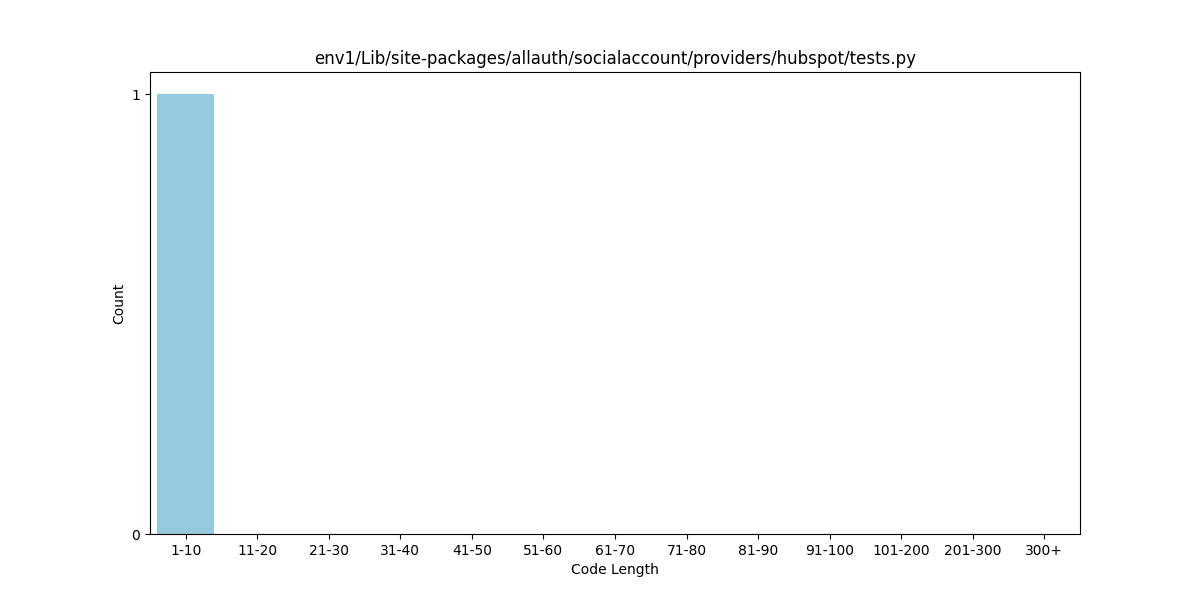 env1/Lib/site-packages/allauth/socialaccount/providers/hubspot/tests.py
1
Count
0
1-10 11-20 21-30 31-40 41-50 51-60 61-70 71-80 81-90 91-100 101-200 201-300 300+
Code Length